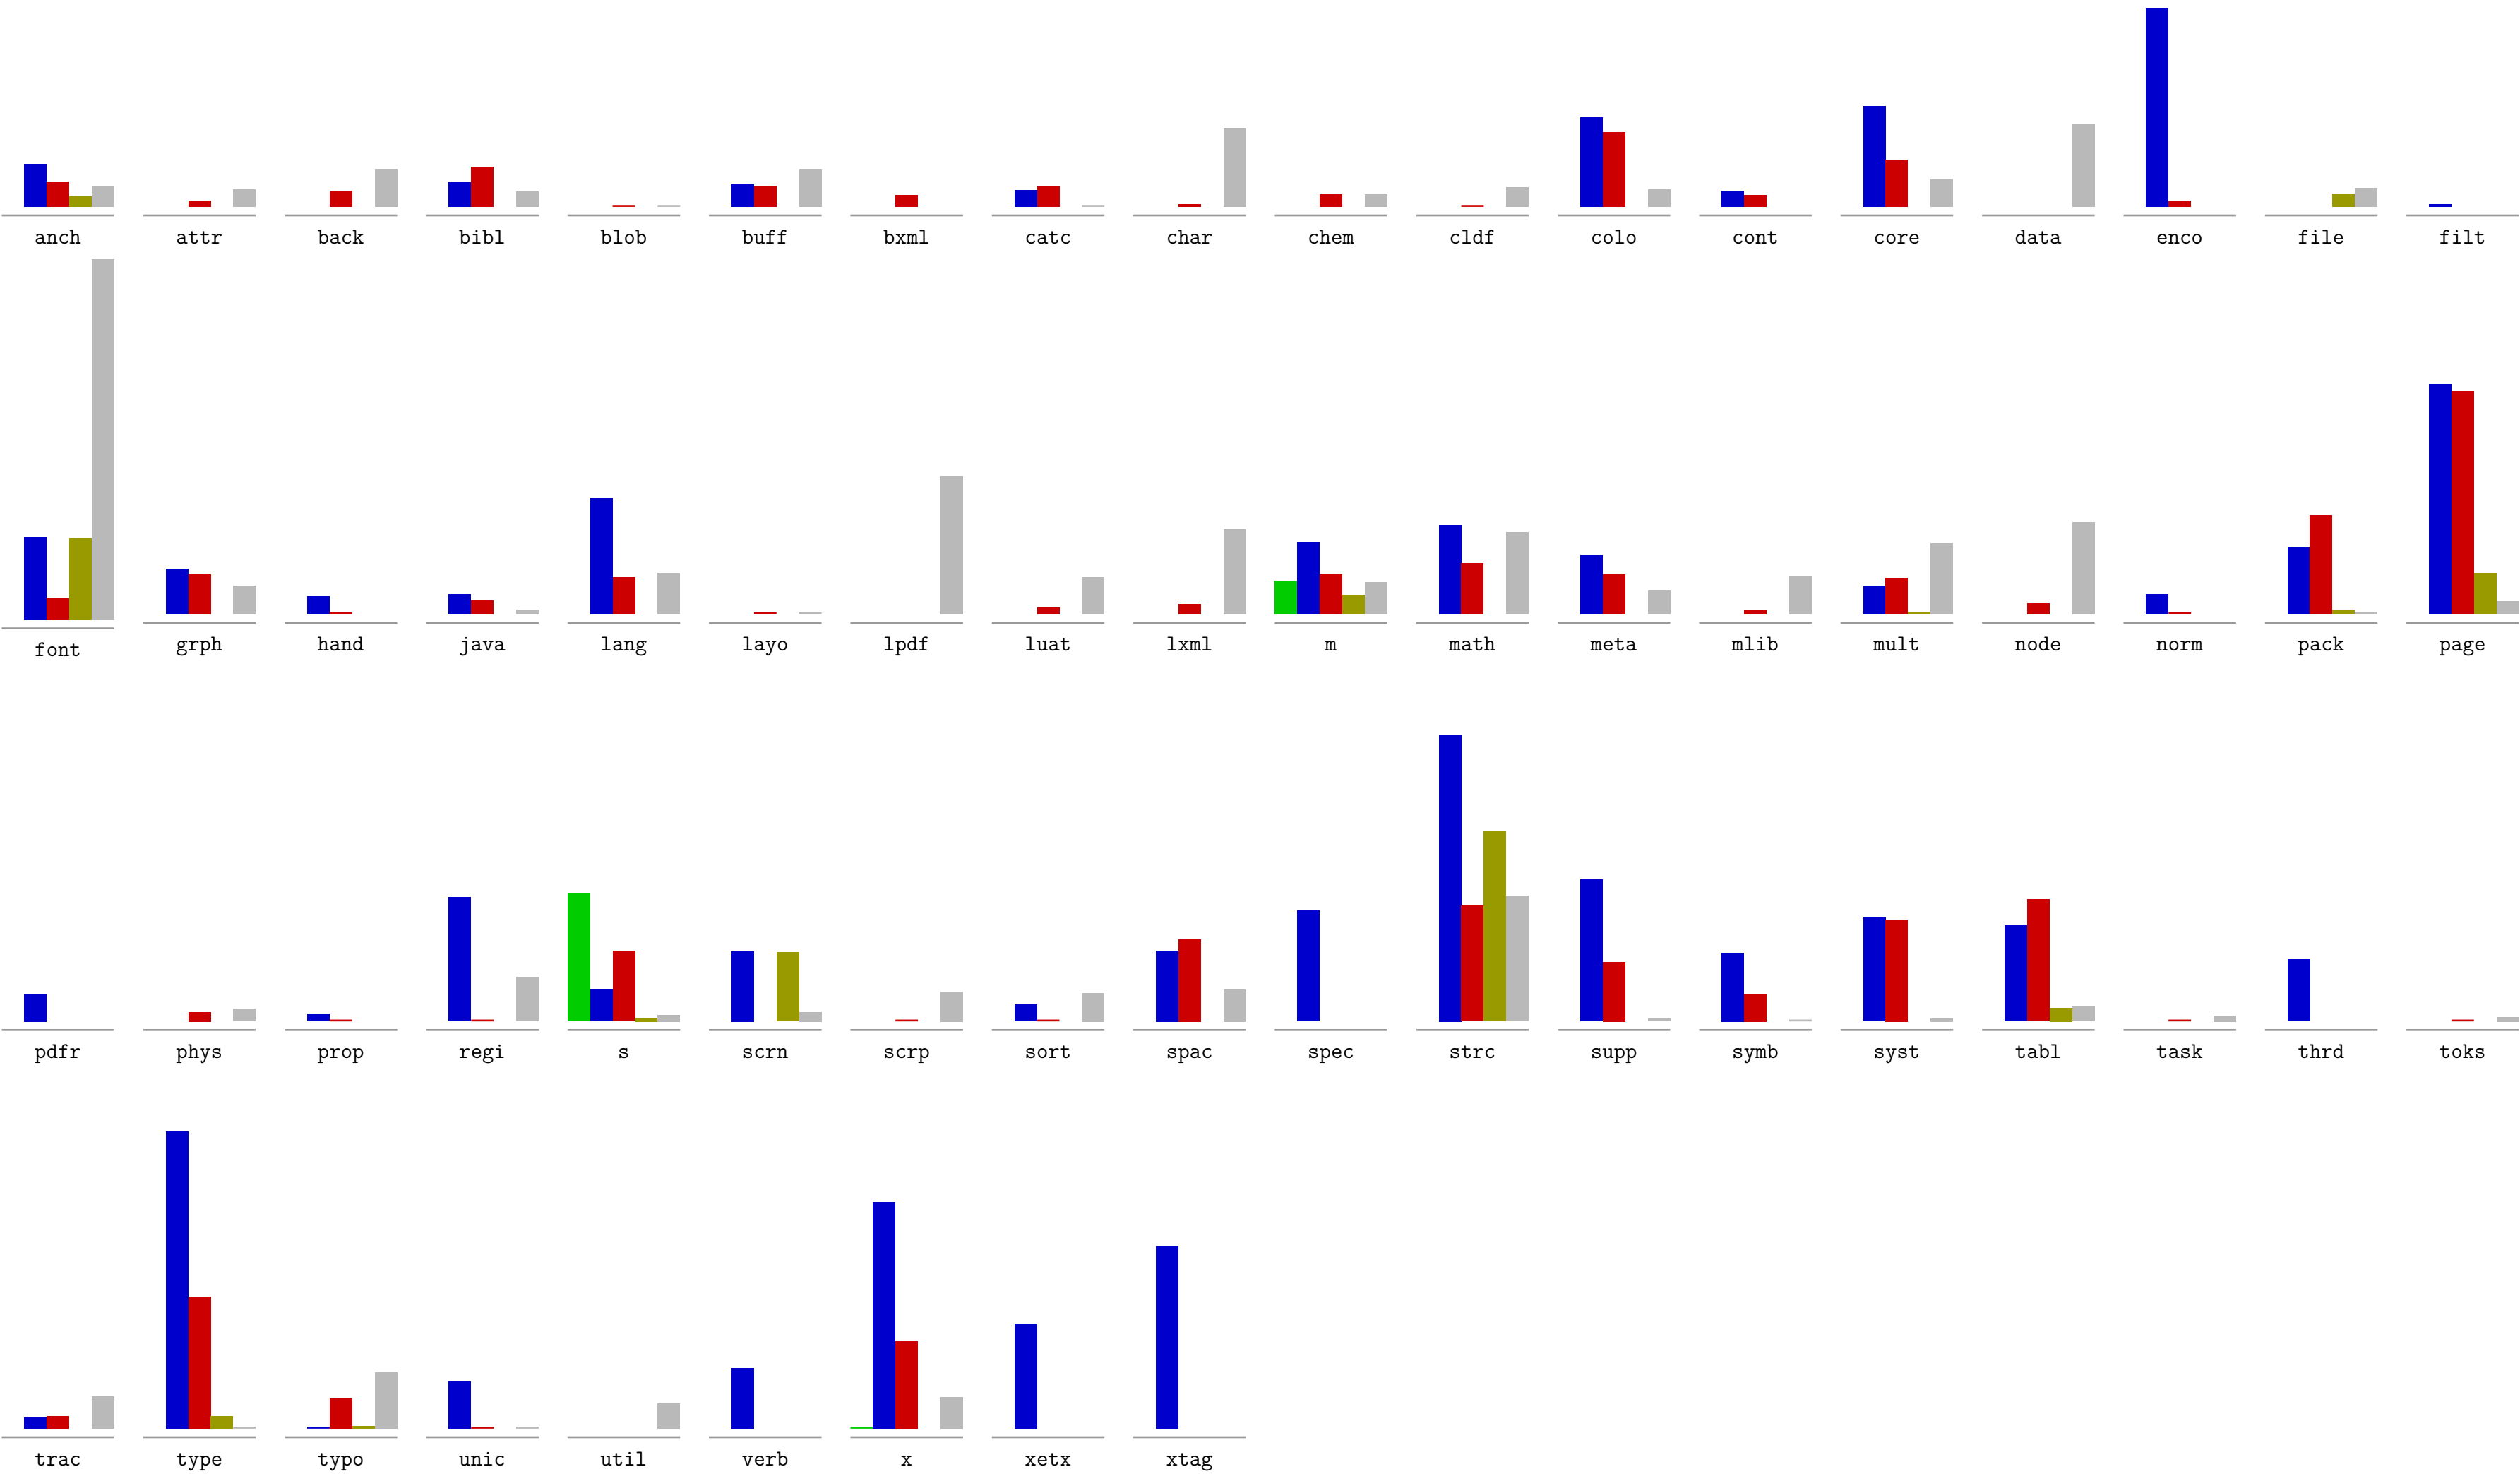 anch attr back bibl blob buff bxml catc char chem cldf colo cont core data enco file filt
font grph hand java lang layo lpdf luat lxml m math meta mlib mult node norm pack page
pdfr phys prop regi s scrn scrp sort spac spec strc supp symb syst tabl task thrd toks
trac type typo unic util verb x xetx xtag